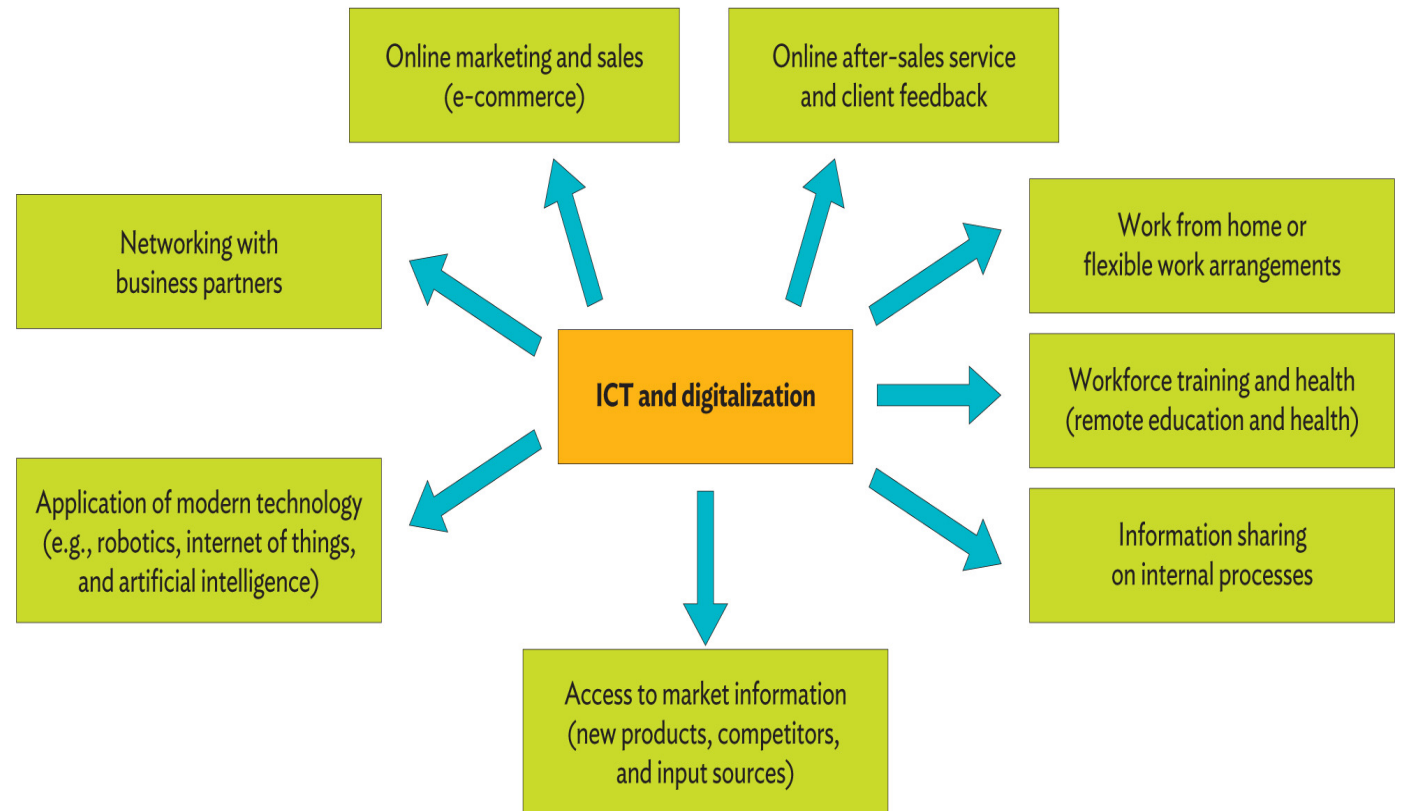 Online marketing and sales
(e-commerce)
Online after-sales service
and client feedback
Networking with
business partners
Work from home or
flexible work arrangements
ICT and digitalization
Workforce training and health
(remote education and health)
Application of modern technology
(e.g., robotics, internet of things,
and artificial intelligence)
Information sharing
on internal processes
Access to market information
(new products, competitors,
and input sources)